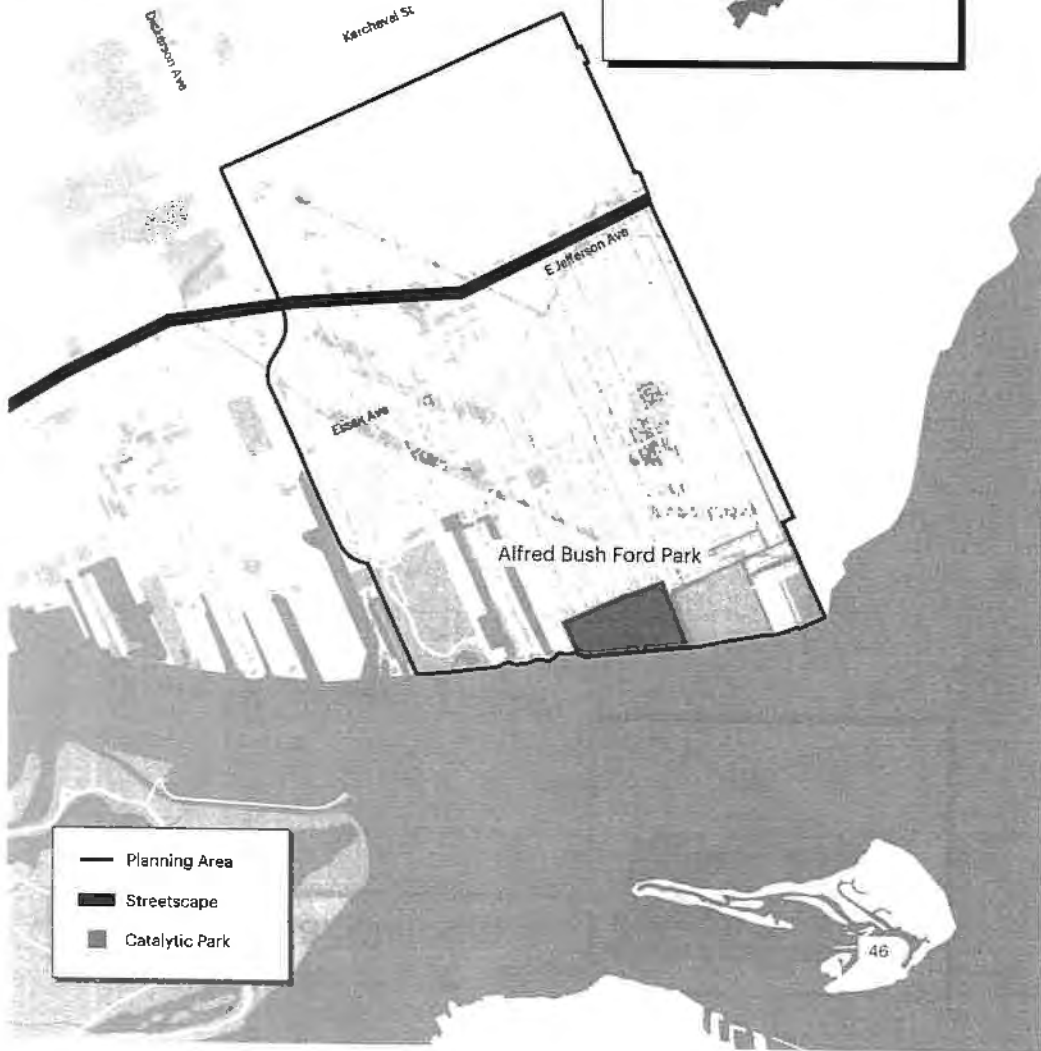 Dickerson Ave
Kercheval St
E Jefferson Ave
Essex Ave
Alfred Bush Ford Park
Planning Area
Streetscape
Catalytic Park
46